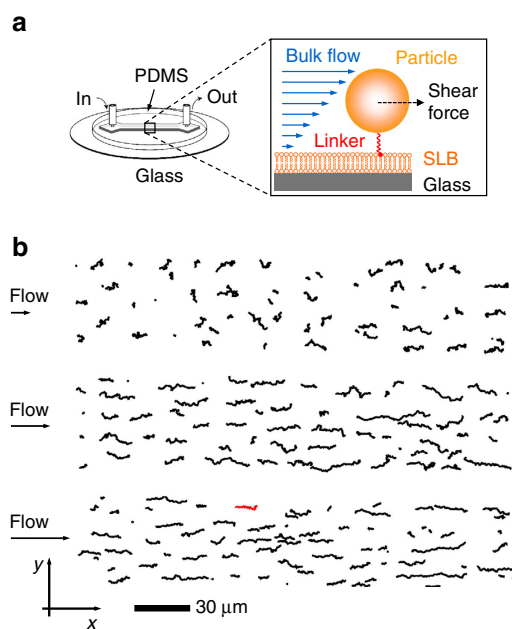 a
PDMS
In
Out
Glass
Bulk flow
Particle
Shear
force
Linker
SLB
Glass
b
Flow
Flow
Flow
y
x
30 μm